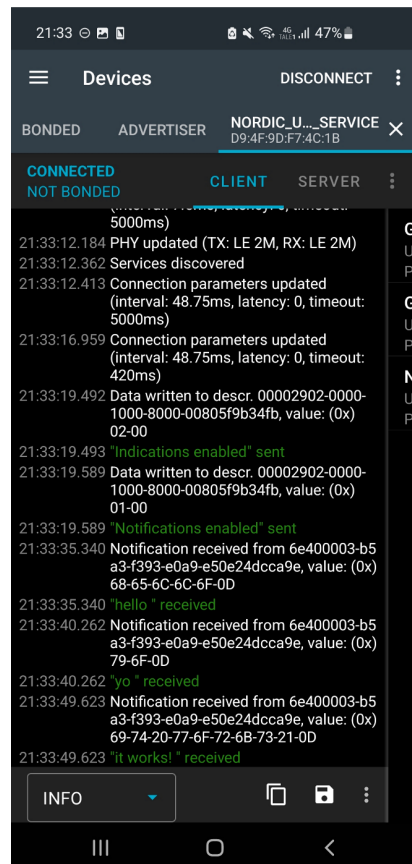 21:33
4G
47%
Devices
DISCONNECT
BONDED
ADVERTISER
NORDIC_U..._SERVICE
D9:4F:9D:F7:4C:1B
CONNECTED
NOT BONDED
CLIENT
SERVER
5000ms)
21:33:12.184 PHY updated (TX: LE 2M, RX: LE 2M)
21:33:12.362 Services discovered
21:33:12.413 Connection parameters updated
(interval: 48.75ms, latency: 0, timeout:
5000ms)
21:33:16.959 Connection parameters updated
(interval: 48.75ms, latency: 0, timeout:
420ms)
21:33:19.492 Data written to descr. 00002902-0000-
1000-8000-00805f9b34fb, value: (0x)
02-00
21:33:19.493 "Indications enabled" sent
21:33:19.589 Data written to descr. 00002902-0000-
1000-8000-00805f9b34fb, value: (0x)
01-00
21:33:19.589 "Notifications enabled" sent
21:33:35.340 Notification received from 6e400003-b5
a3-f393-e0a9-e50e24dcca9e, value: (0x)
68-65-6C-6C-6F-0D
21:33:35.340 "hello " received
21:33:40.262 Notification received from 6e400003-b5
a3-f393-e0a9-e50e24dcca9e, value: (0x)
79-6F-0D
21:33:40.262 "yo " received
21:33:49.623 Notification received from 6e400003-b5
a3-f393-e0a9-e50e24dcca9e, value: (0x)
69-74-20-77-6F-72-6B-73-21-0D
21:33:49.623 "it works! " received
INFO